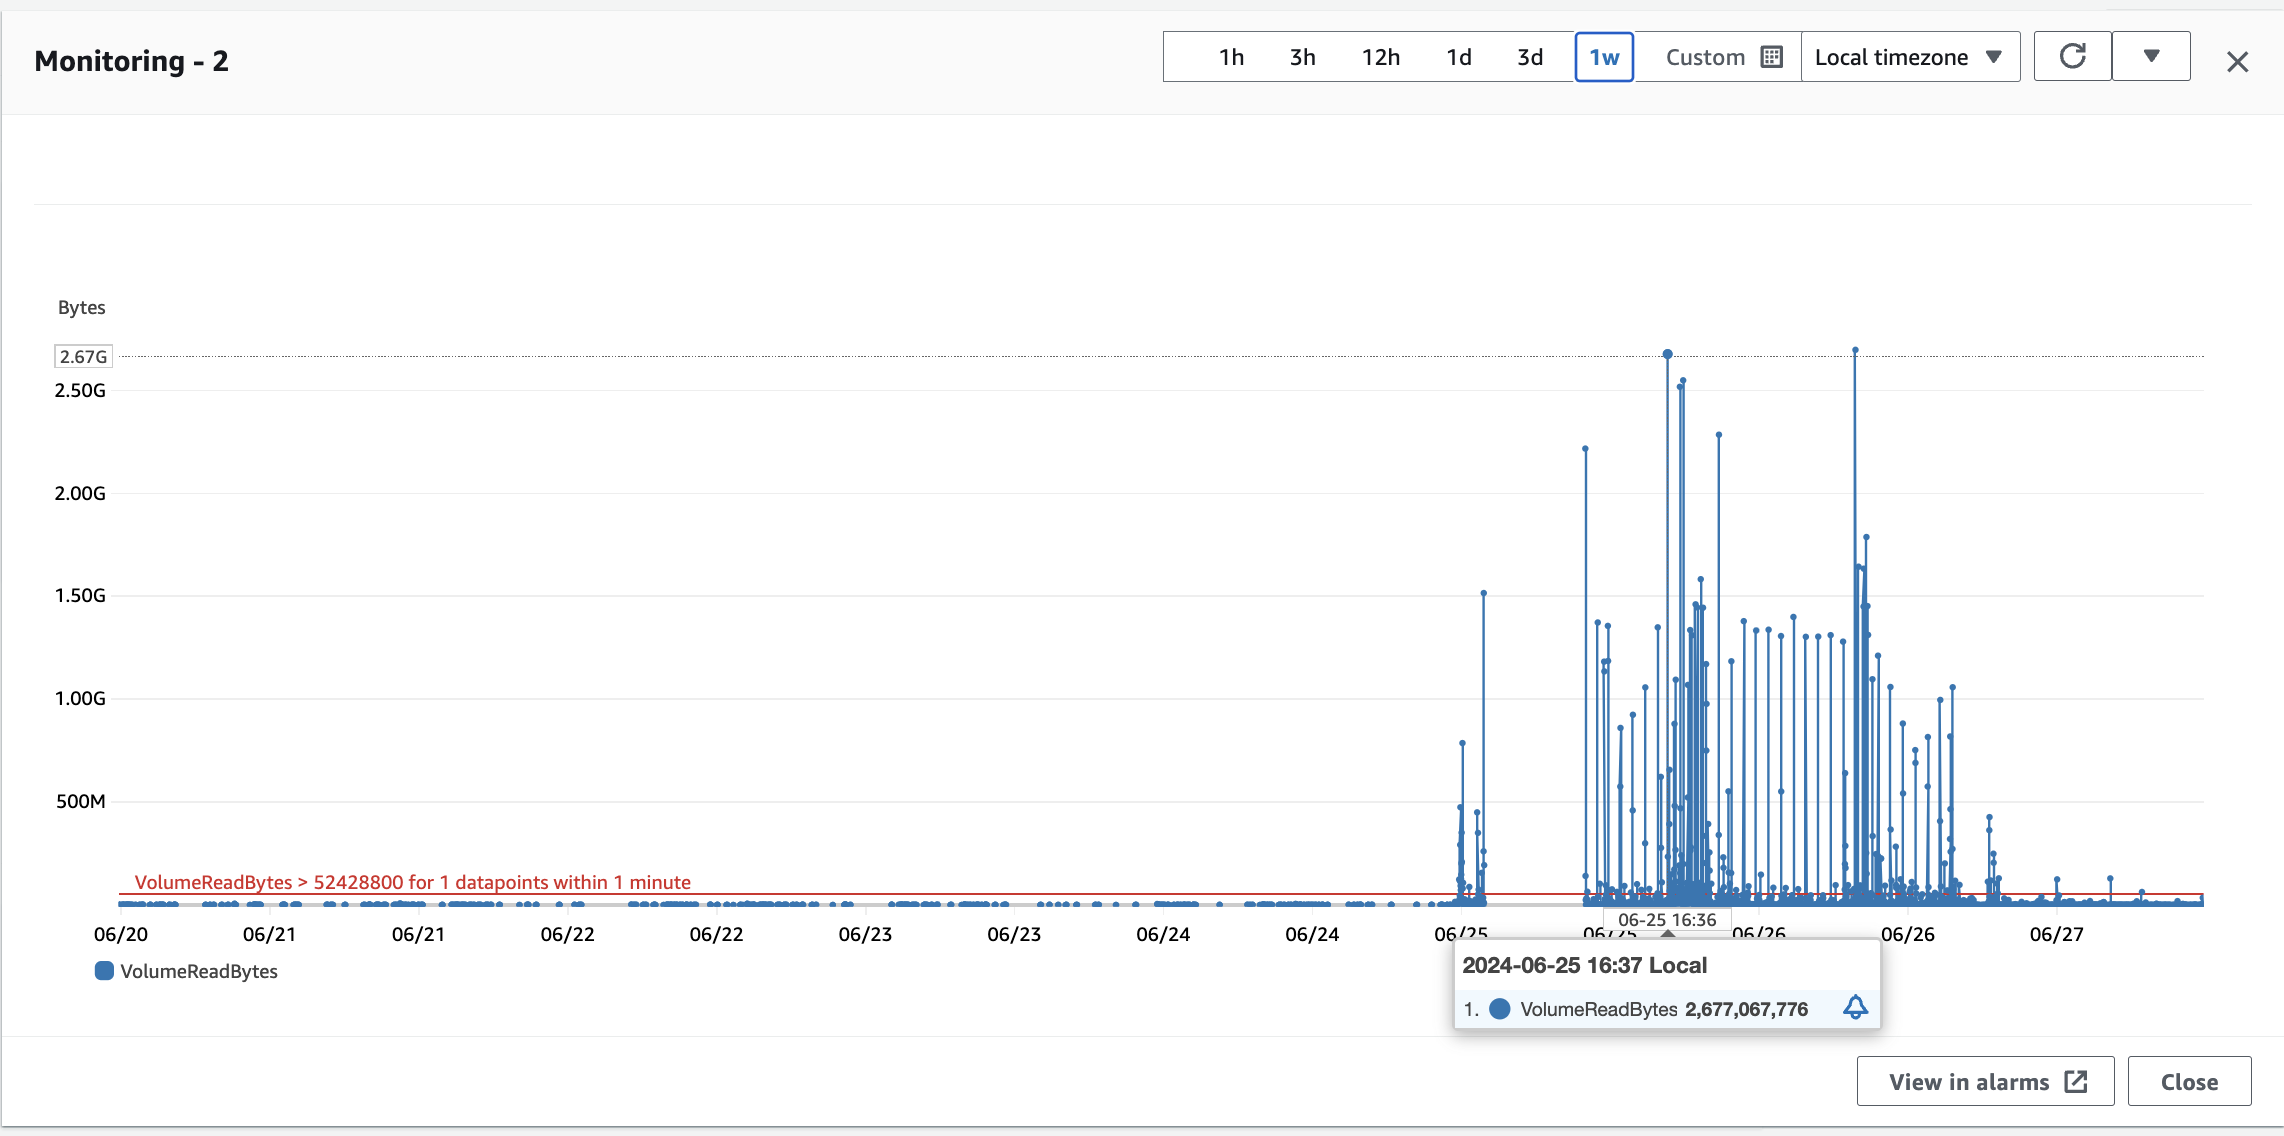 Monitoring - 2
1h 3h 12h 1d 3d 1w Custom Local timezone
Bytes
2.67G
2.50G
2.00G
1.50G
1.00G
500M
VolumeReadBytes > 52428800 for 1 datapoints within 1 minute
06-25 16:36
06/20 06/21 06/21 06/22 06/22 06/23 06/23 06/24 06/24 06/25 06/25 06/26 06/26 06/27
VolumeReadBytes
2024-06-25 16:37 Local
1. VolumeReadBytes 2,677,067,776
View in alarms
Close